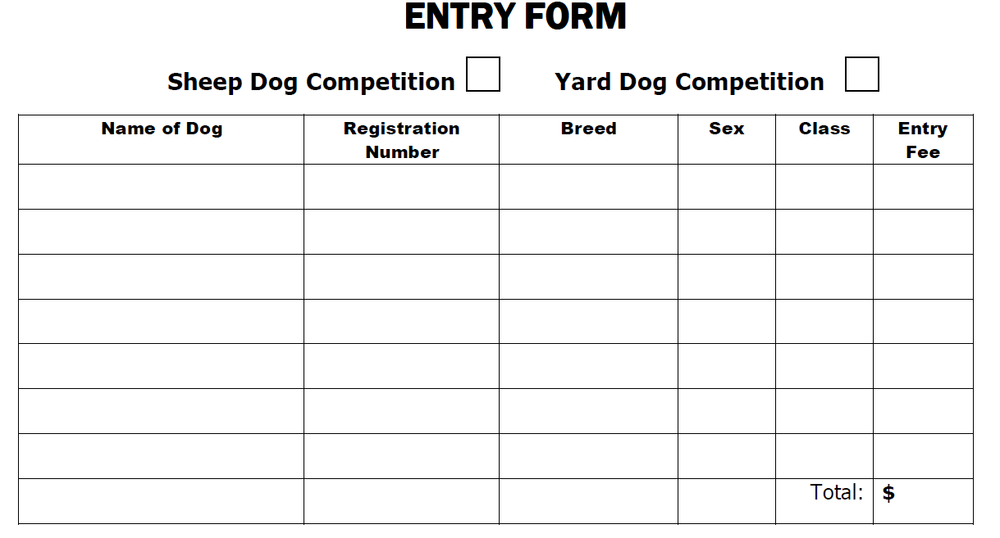 ENTRY FORM
Sheep Dog Competition Yard Dog Competition
Name of Dog Registration Number Breed Sex Class Entry Fee
Total: $